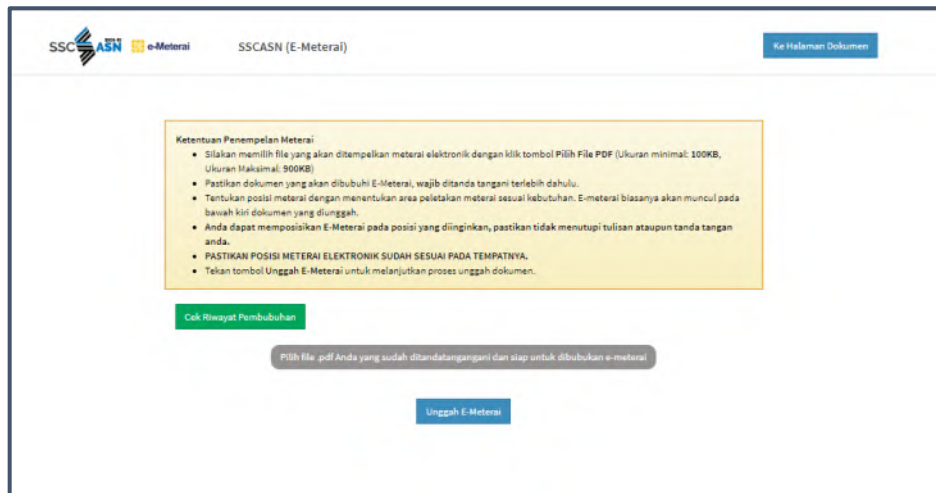 SSC ASN e-Meterai SSCASN (E-Meterai) Ke Halaman Dokumen
Ketentuan Penempelan Meterai
• Silakan memilih file yang akan ditempelkan meterai elektronik dengan klik tombol Pilih File PDF (Ukuran minimal: 100KB,
Ukuran Maksimal: 900KB)
• Pastikan dokumen yang akan dibubuhi E-Meterai, wajib ditanda tangani terlebih dahulu.
• Tentukan posisi meterai dengan menentukan area peletakan meterai sesuai kebutuhan. E-meterai biasanya akan muncul pada
bawah kiri dokumen yang diunggah.
• Anda dapat memposisikan E-Meterai pada posisi yang diinginkan, pastikan tidak menutupi tulisan ataupun tanda tangan
anda.
• PASTIKAN POSISI METERAI ELEKTRONIK SUDAH SESUAI PADA TEMPATNYA.
• Tekan tombol Unggah E-Meterai untuk melanjutkan proses unggah dokumen.
Cek Riwayat Pembubuhan
Pilih file .pdf Anda yang sudah ditandatangangani dan siap untuk dibubukan e-meterai
Unggah E-Meterai